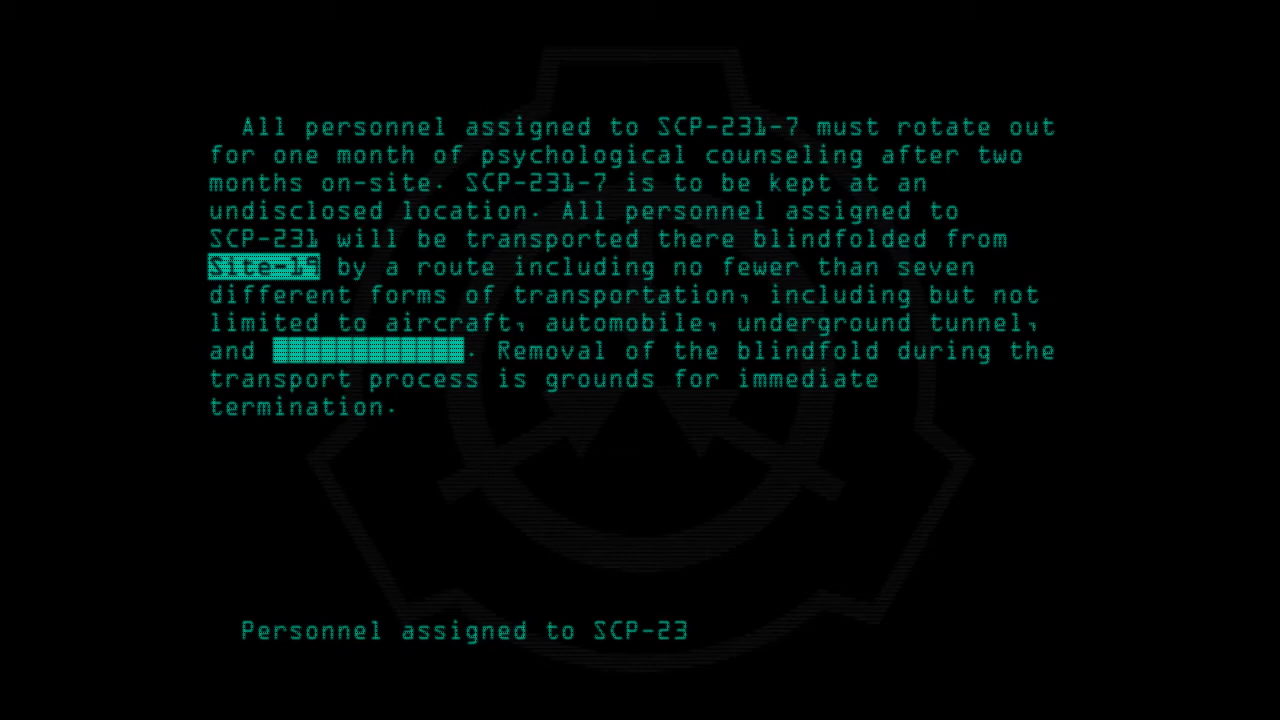 All personnel assigned to SCP-231-7 must rotate out
for one month of psychological counseling after two
months on-site. SCP-231-7 is to be kept at an
undisclosed location. All personnel assigned to
SCP-231 will be transported there blindfolded from
Site-19 by a route including no fewer than seven
different forms of transportation, including but not
limited to aircraft, automobile, underground tunnel,
and ████████████. Removal of the blindfold during the
transport process is grounds for immediate
termination.
Personnel assigned to SCP-23